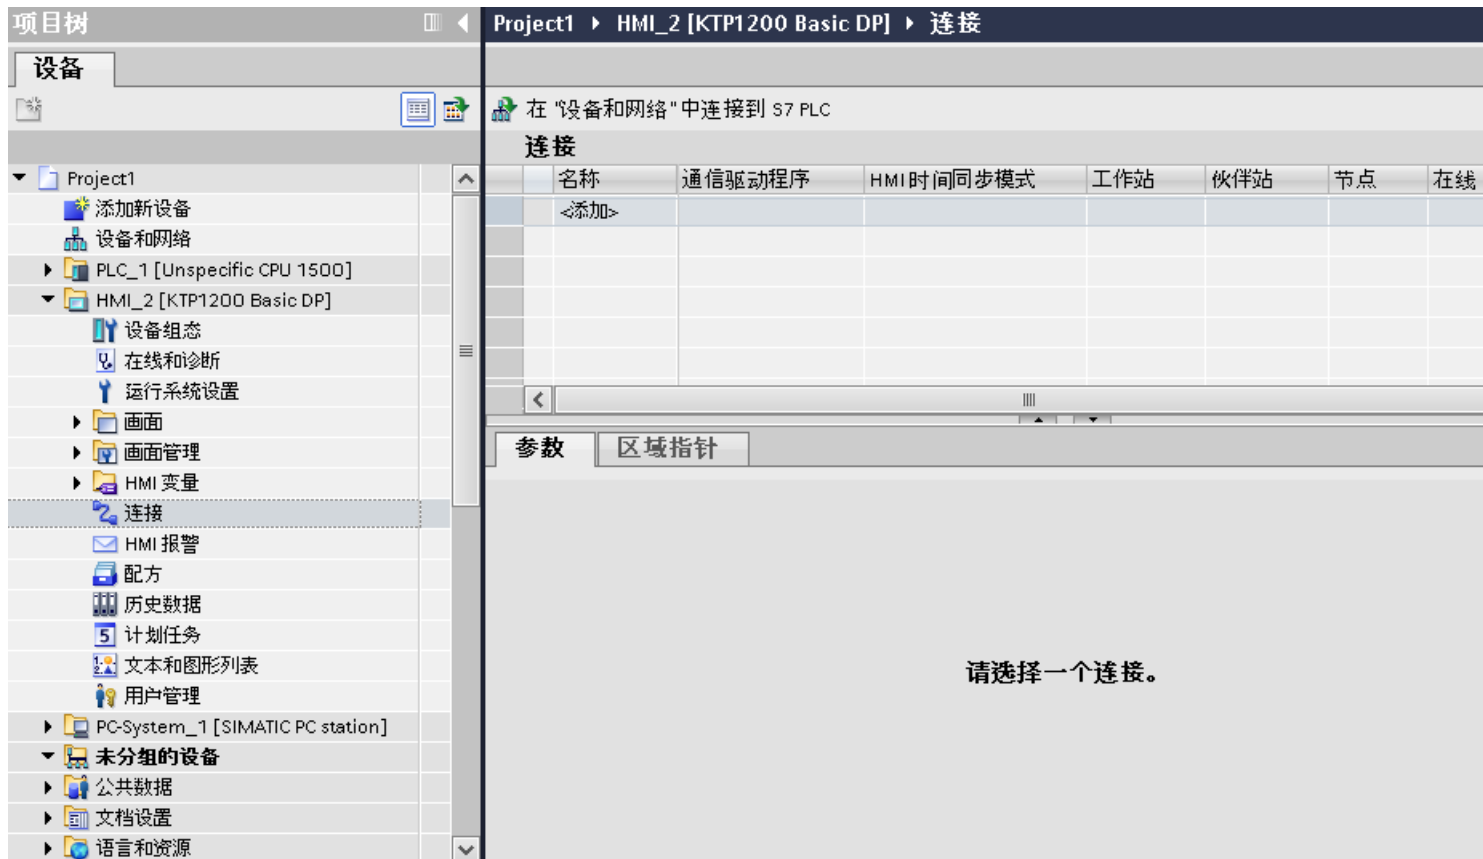 项目树
设备
Project1
添加新设备
设备和网络
PLC_1 [Unspecific CPU 1500]
HMI_2 [KTP1200 Basic DP]
设备组态
在线和诊断
运行系统设置
画面
画面管理
HMI 变量
连接
HMI 报警
配方
历史数据
计划任务
文本和图形列表
用户管理
PC-System_1 [SIMATIC PC station]
未分组的设备
公共数据
文档设置
语言和资源
Project1 HMI_2 [KTP1200 Basic DP] 连接
在 "设备和网络" 中连接到 S7 PLC
连接
名称 通信驱动程序 HMI时间同步模式 工作站 伙伴站 节点 在线
<添加>
参数 区域指针
请选择一个连接。